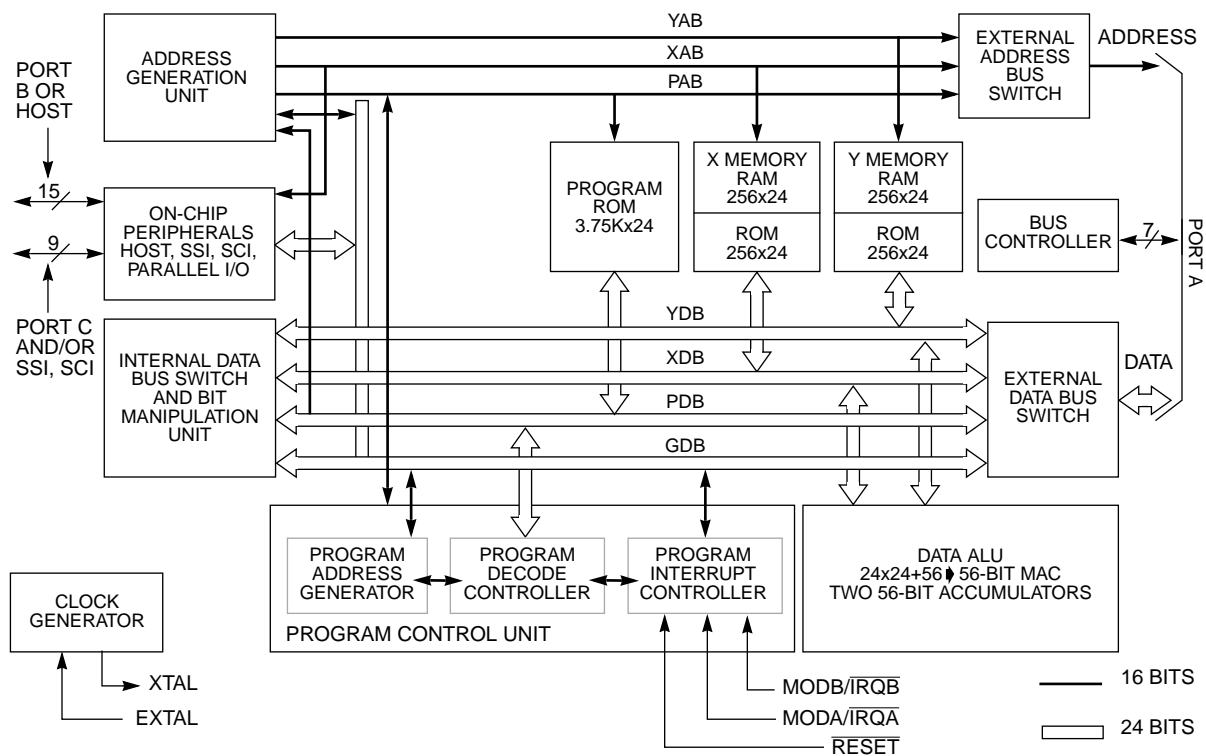 YAB
XAB
PAB
ADDRESS
GENERATION
UNIT
EXTERNAL
ADDRESS
BUS
SWITCH
ADDRESS
PORT
B OR
HOST
15
9
ON-CHIP
PERIPHERALS
HOST, SSI, SCI,
PARALLEL I/O
PROGRAM
ROM
3.75Kx24
X MEMORY
RAM
256x24
ROM
256x24
Y MEMORY
RAM
256x24
ROM
256x24
BUS
CONTROLLER
7
PORT A
PORT C
AND/OR
SSI, SCI
INTERNAL DATA
BUS SWITCH
AND BIT
MANIPULATION
UNIT
YDB
XDB
PDB
GDB
EXTERNAL
DATA BUS
SWITCH
DATA
PROGRAM
ADDRESS
GENERATOR
PROGRAM
DECODE
CONTROLLER
PROGRAM
INTERRUPT
CONTROLLER
PROGRAM CONTROL UNIT
DATA ALU
24x24+56 56-BIT MAC
TWO 56-BIT ACCUMULATORS
CLOCK
GENERATOR
XTAL
EXTAL
MODB/IRQB
MODA/IRQA
RESET
16 BITS
24 BITS